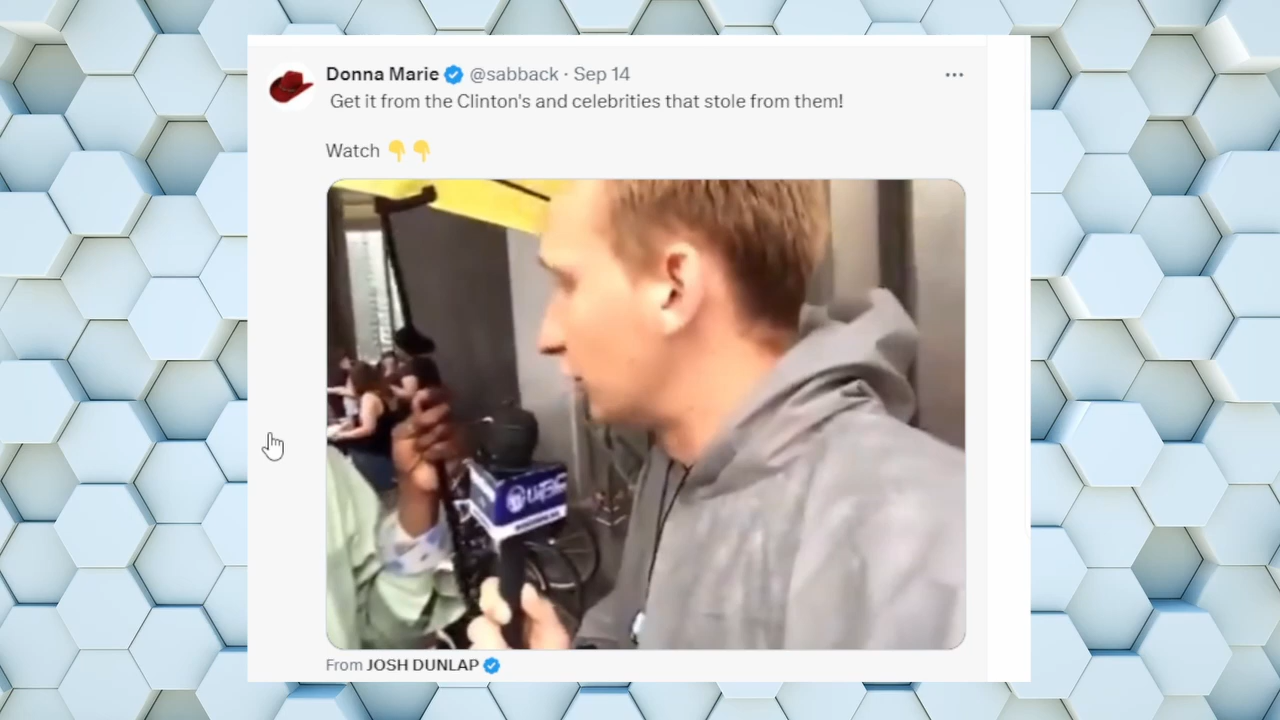 Donna Marie @sabback · Sep 14
Get it from the Clinton's and celebrities that stole from them!
Watch 👇👇
From JOSH DUNLAP